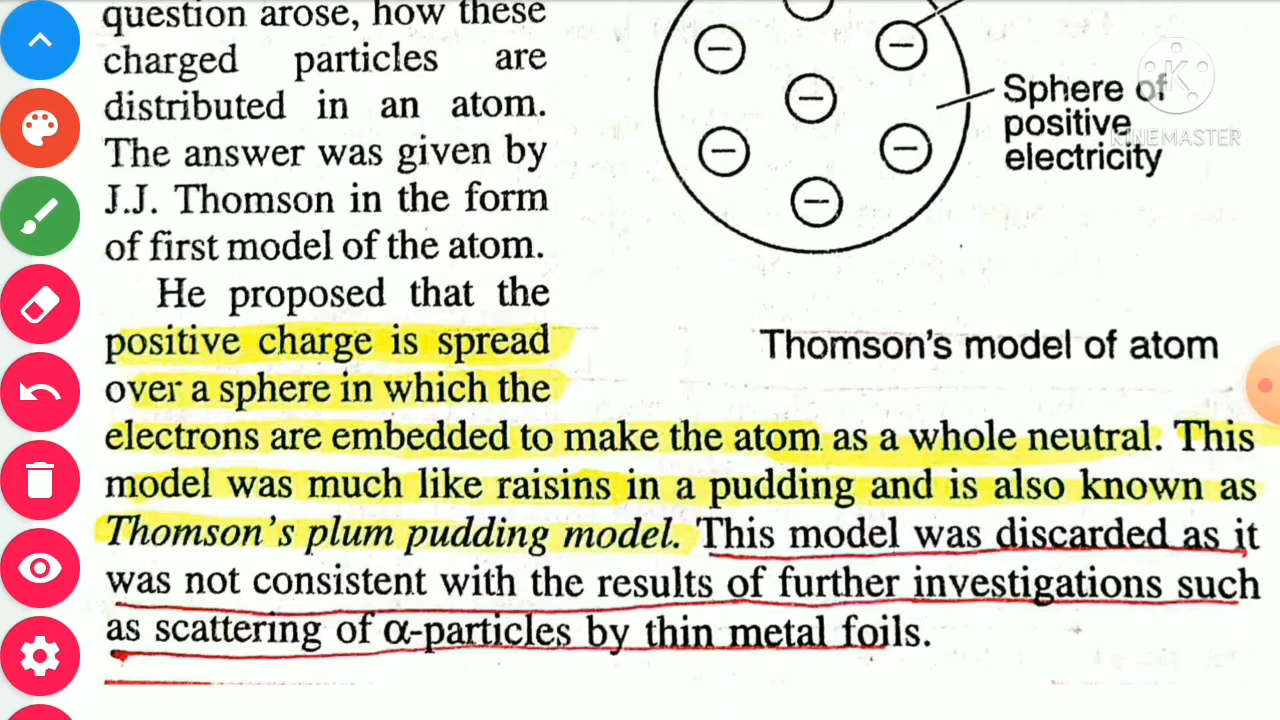 question arose, how these
charged particles are
distributed in an atom.
The answer was given by
J.J. Thomson in the form
of first model of the atom.
He proposed that the
positive charge is spread
over a sphere in which the
electrons are embedded to make the atom as a whole neutral. This
model was much like raisins in a pudding and is also known as
Thomson's plum pudding model. This model was discarded as it
was not consistent with the results of further investigations such
as scattering of α-particles by thin metal foils.
Sphere of
positive
electricity
K
KINEMASTER
Thomson's model of atom